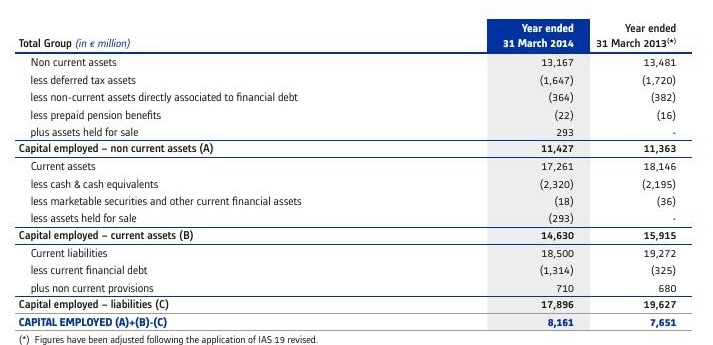 Total Group (in € million) Year ended 31 March 2014 Year ended 31 March 2013(*)
Non current assets 13,167 13,481
less deferred tax assets (1,647) (1,720)
less non-current assets directly associated to financial debt (364) (382)
less prepaid pension benefits (22) (16)
plus assets held for sale 293 -
Capital employed – non current assets (A) 11,427 11,363
Current assets 17,261 18,146
less cash & cash equivalents (2,320) (2,195)
less marketable securities and other current financial assets (18) (36)
less assets held for sale (293) -
Capital employed – current assets (B) 14,630 15,915
Current liabilities 18,500 19,272
less current financial debt (1,314) (325)
plus non current provisions 710 680
Capital employed – liabilities (C) 17,896 19,627
CAPITAL EMPLOYED (A)+(B)-(C) 8,161 7,651
(*) Figures have been adjusted following the application of IAS 19 revised.